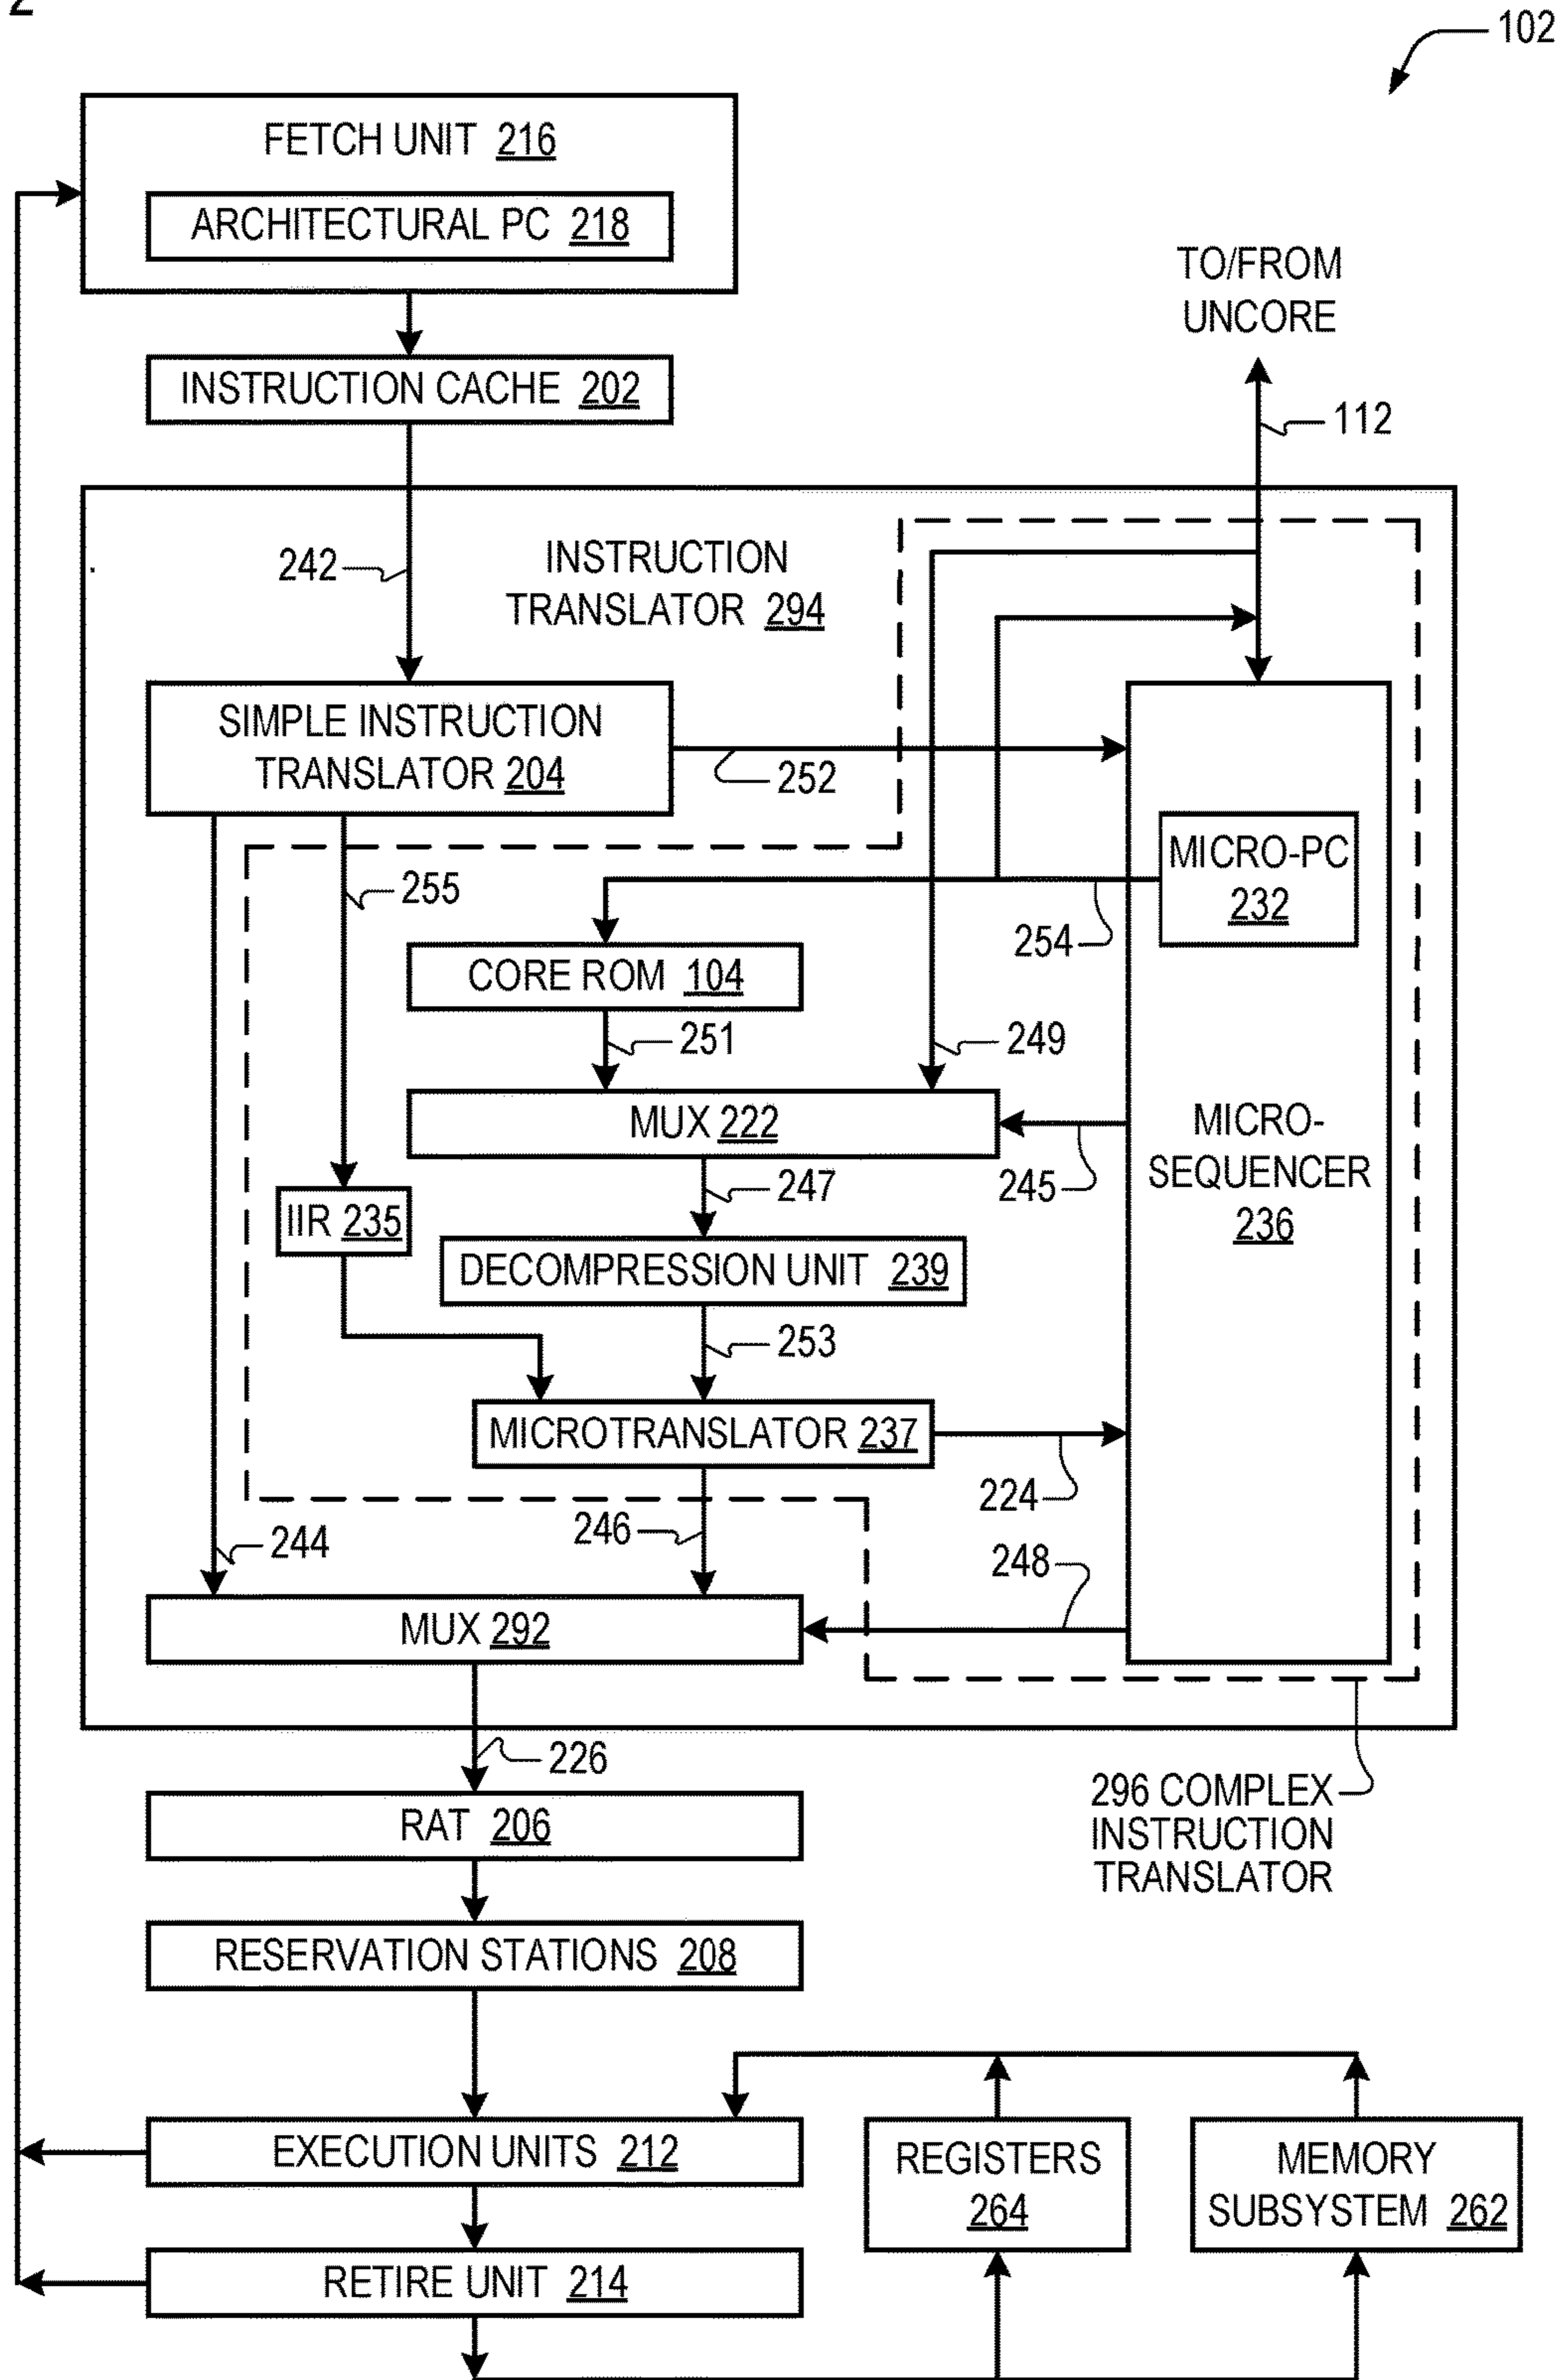 2
102
FETCH UNIT 216
ARCHITECTURAL PC 218
TO/FROM
UNCORE
INSTRUCTION CACHE 202
112
242
INSTRUCTION
TRANSLATOR 294
SIMPLE INSTRUCTION
TRANSLATOR 204
252
MICRO-PC
232
255
254
CORE ROM 104
251
249
MUX 222
MICRO-
SEQUENCER
236
245
247
IIR 235
DECOMPRESSION UNIT 239
253
MICROTRANSLATOR 237
224
244
246
248
MUX 292
226
296 COMPLEX
INSTRUCTION
TRANSLATOR
RAT 206
RESERVATION STATIONS 208
EXECUTION UNITS 212
REGISTERS
264
MEMORY
SUBSYSTEM 262
RETIRE UNIT 214